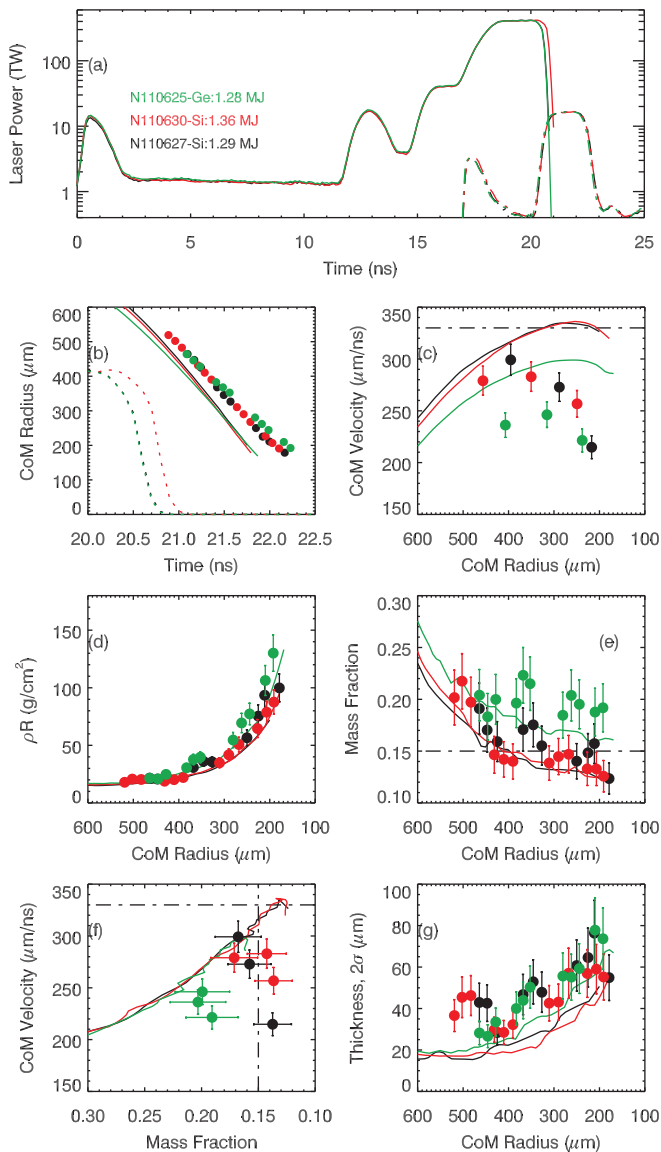 (a)
N110625-Ge:1.28 MJ
N110630-Si:1.36 MJ
N110627-Si:1.29 MJ
Laser Power (TW)
100
10
1
0 5 10 15 20 25
Time (ns)
(b)
CoM Radius (μm)
600
500
400
300
200
100
0
20.0 20.5 21.0 21.5 22.0 22.5
Time (ns)
(c)
CoM Velocity (μm/ns)
350
300
250
200
150
600 500 400 300 200 100
CoM Radius (μm)
(d)
ρR (g/cm²)
150
100
50
0
600 500 400 300 200 100
CoM Radius (μm)
(e)
Mass Fraction
0.30
0.25
0.20
0.15
0.10
600 500 400 300 200 100
CoM Radius (μm)
(f)
CoM Velocity (μm/ns)
350
300
250
200
150
0.30 0.25 0.20 0.15 0.10
Mass Fraction
(g)
Thickness, 2σ (μm)
100
80
60
40
20
0
600 500 400 300 200 100
CoM Radius (μm)